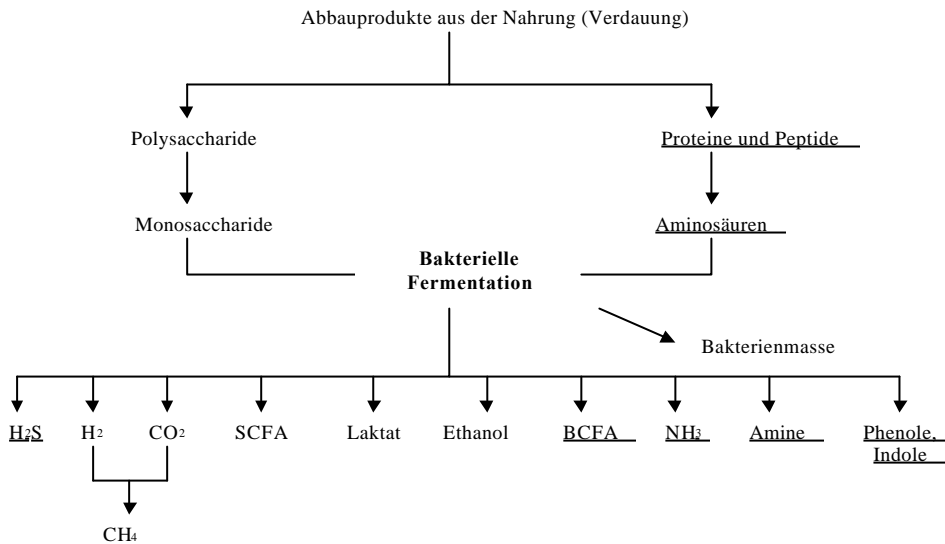 Abbauprodukte aus der Nahrung (Verdauung)
Polysaccharide
Proteine und Peptide
Monosaccharide
Aminosäuren
Bakterielle
Fermentation
Bakterienmasse
H2S
H2
CO2
SCFA
Laktat
Ethanol
BCFA
NH3
Amine
Phenole,
Indole
CH4